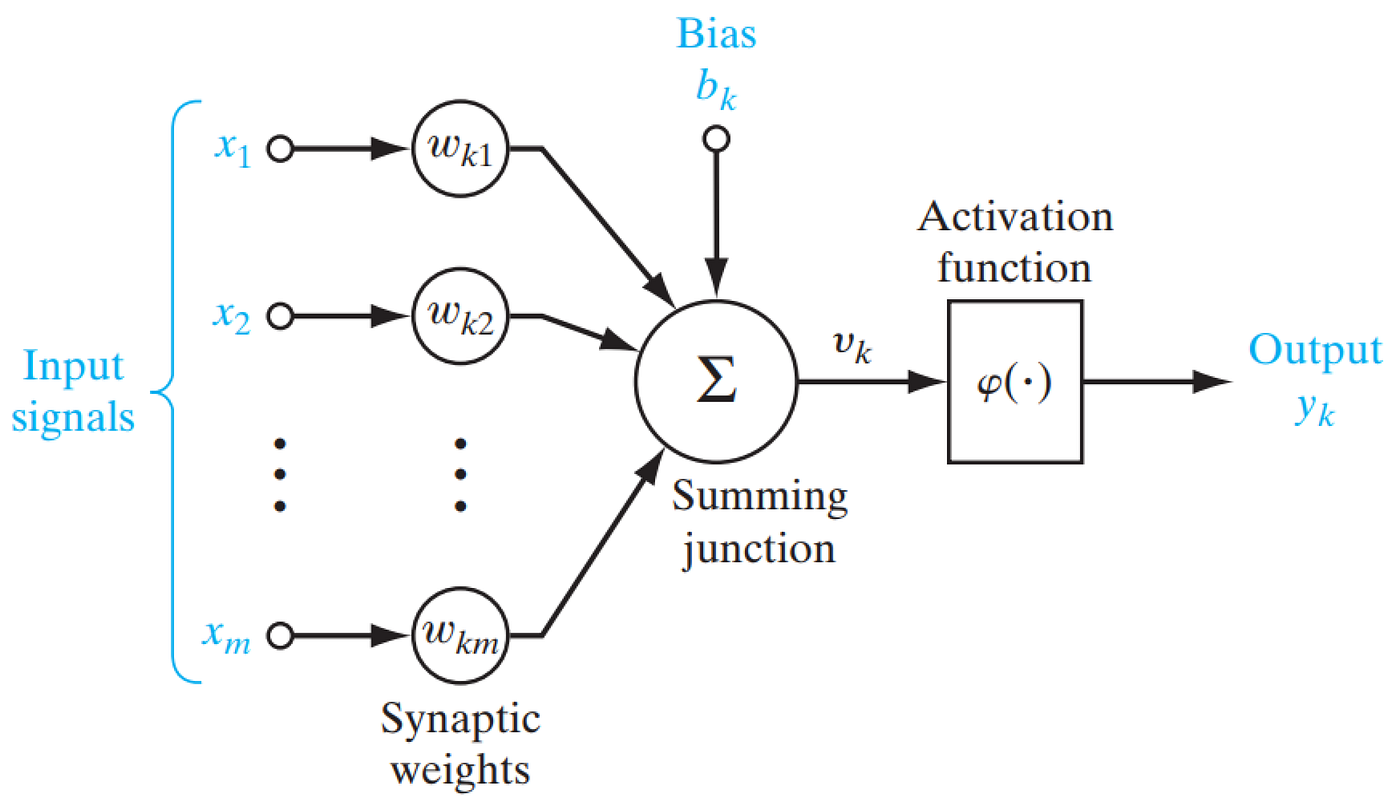 Bias
b_k
x_1
w_k1
Activation
function
x_2
w_k2
Input
signals
Σ
v_k
φ(·)
Output
y_k
Summing
junction
x_m
w_km
Synaptic
weights